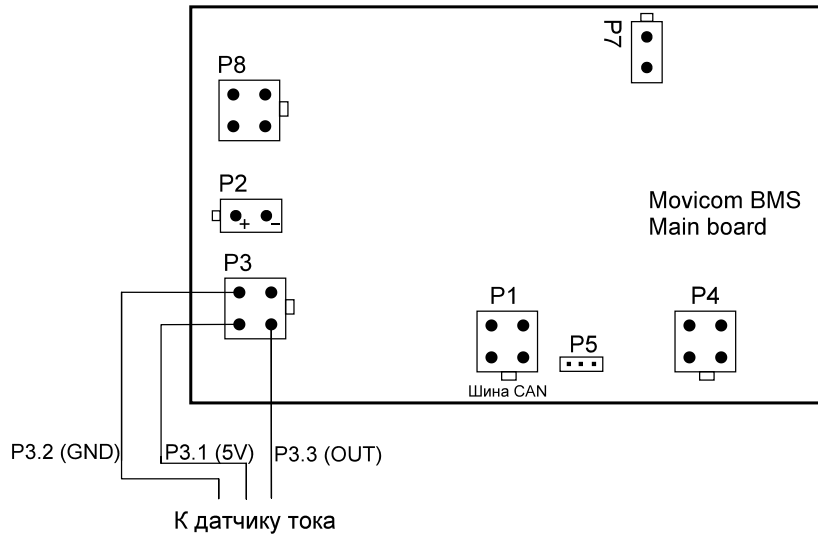 P7
P8
P2
+ −
Movicom BMS
Main board
P3
P1
P4
P5
Шина CAN
P3.2 (GND)
P3.1 (5V)
P3.3 (OUT)
К датчику тока